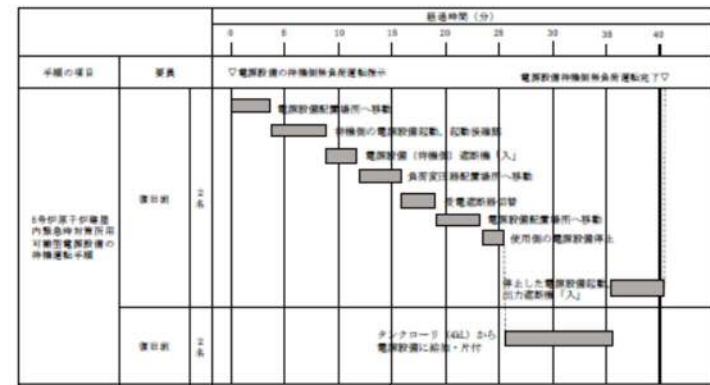 経過時間（分）
0 5 10 15 20 25 30 35 40
手順の項目 要員 ▽電源設備の待機側無負荷運転指示
電源設備待機側無負荷運転完了▽
電源設備配置場所へ移動
待機側の電源設備起動、起動後確認
電源設備（待機側）遮断機「入」
負荷変圧器配置場所へ移動
受電遮断器切替
電源設備配置場所へ移動
使用側の電源設備停止
5号炉原子炉建屋
内緊急時対策所用
可搬型電源設備の
待機運転手順
復旧班 2名
停止した電源設備起動、
出力遮断機「入」
復旧班 2名
タンクローリ（4kL）から
電源設備に給油・片付